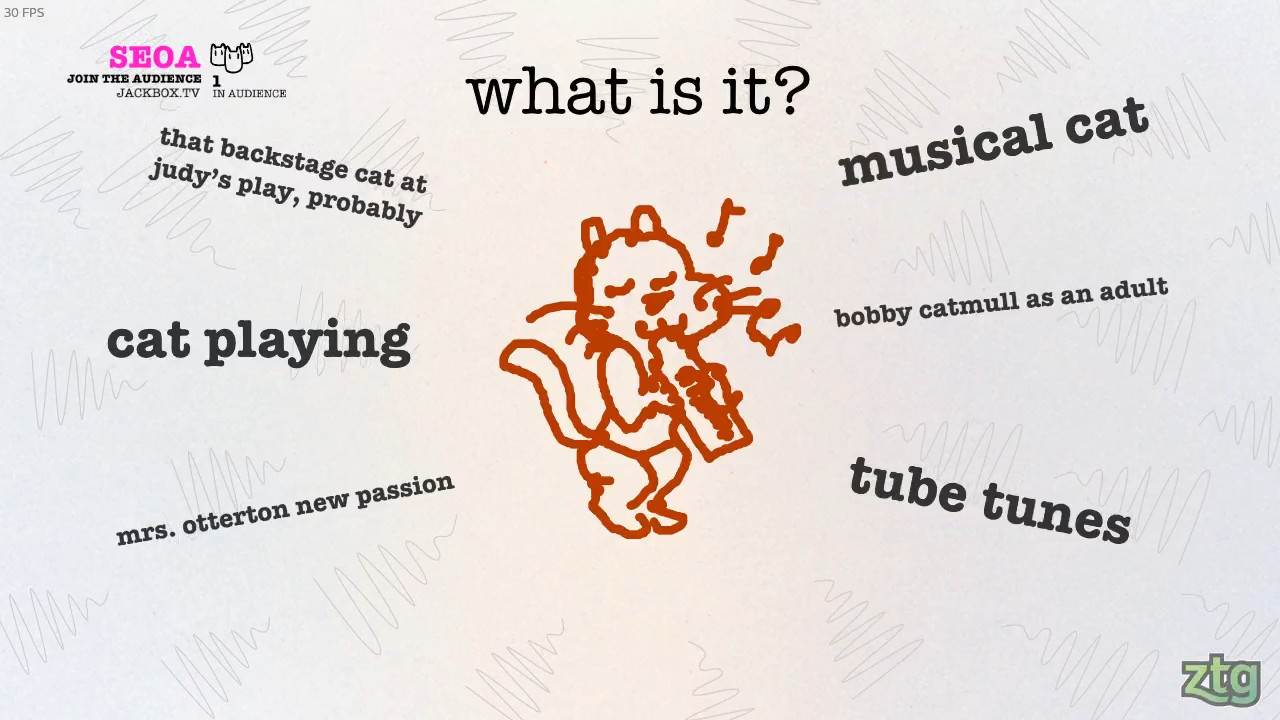 30 FPS
SEOA
JOIN THE AUDIENCE
JACKBOX.TV
1
IN AUDIENCE
what is it?
that backstage cat at
judy's play, probably
musical cat
cat playing
bobby catmull as an adult
mrs. otterton new passion
tube tunes
ztg